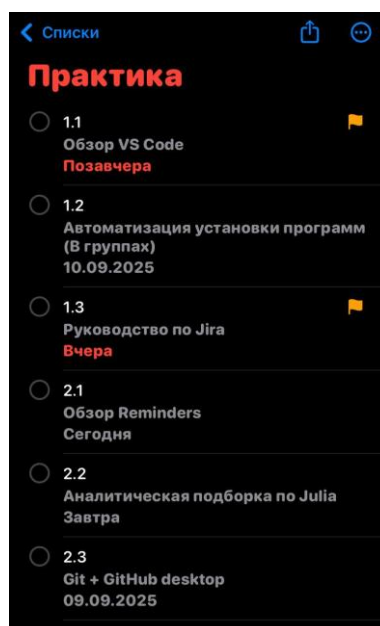 Списки
Практика
1.1
Обзор VS Code
Позавчера
1.2
Автоматизация установки программ
(В группах)
10.09.2025
1.3
Руководство по Jira
Вчера
2.1
Обзор Reminders
Сегодня
2.2
Аналитическая подборка по Julia
Завтра
2.3
Git + GitHub desktop
09.09.2025